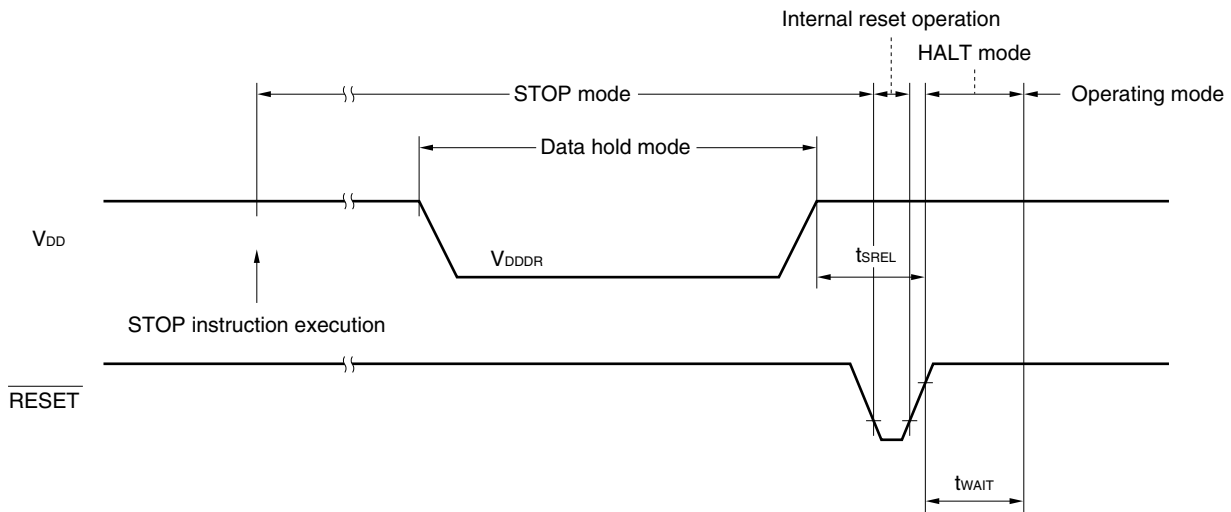 Internal reset operation
HALT mode
STOP mode
Operating mode
Data hold mode
VDD
VDDDR
tSREL
STOP instruction execution
RESET
tWAIT